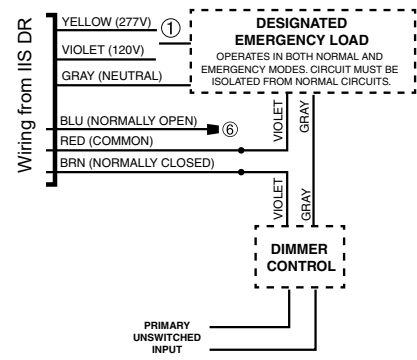 Wiring from IIS DR
YELLOW (277V)
①
VIOLET (120V)
GRAY (NEUTRAL)
DESIGNATED
EMERGENCY LOAD
OPERATES IN BOTH NORMAL AND
EMERGENCY MODES. CIRCUIT MUST BE
ISOLATED FROM NORMAL CIRCUITS.
BLU (NORMALLY OPEN)
⑥
RED (COMMON)
BRN (NORMALLY CLOSED)
VIOLET
GRAY
VIOLET
GRAY
DIMMER
CONTROL
PRIMARY
UNSWITCHED
INPUT